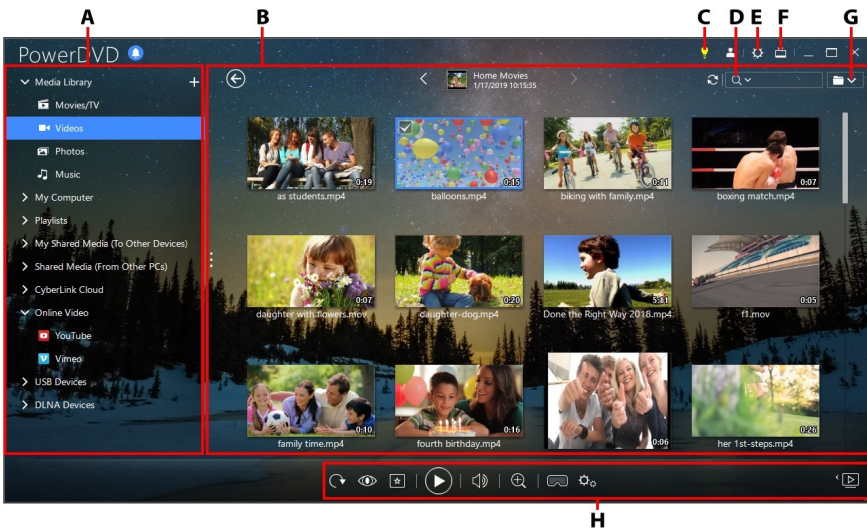 A
B
C
D
E
F
G
PowerDVD
Media Library
Movies/TV
Videos
Photos
Music
My Computer
Playlists
My Shared Media (To Other Devices)
Shared Media (From Other PCs)
CyberLink Cloud
Online Video
YouTube
Vimeo
USB Devices
DLNA Devices
Home Movies
1/17/2019 10:15:35
0:19
0:15
0:11
0:07
as students.mp4
balloons.mp4
biking with family.mp4
boxing match.mp4
0:07
0:20
5:11
0:05
daughter with flowers.mov
daughter-dog.mp4
Done the Right Way 2018.mp4
f1.mov
0:10
0:16
0:06
0:26
family time.mp4
fourth birthday.mp4
her 1st-steps.mp4
H